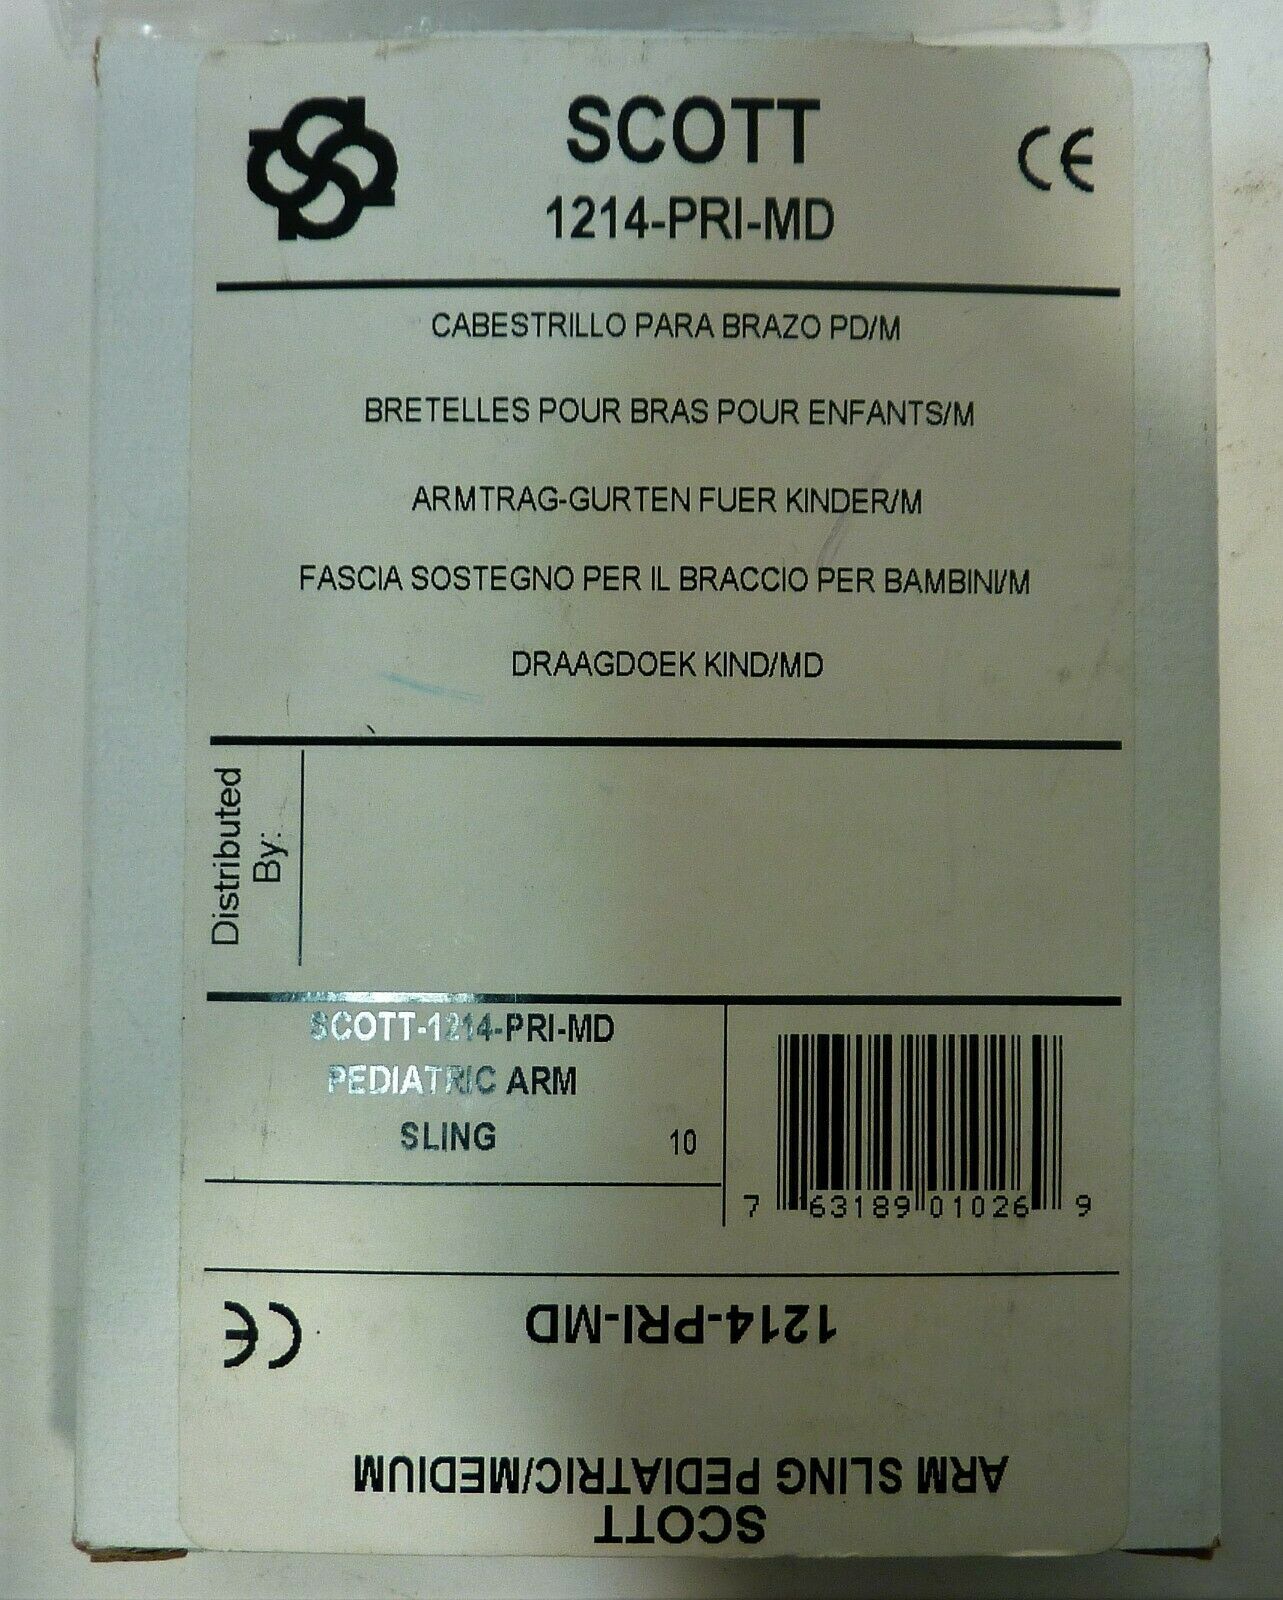 SCOTT
CE
1214-PRI-MD
CABESTRILLO PARA BRAZO PD/M
BRETELLES POUR BRAS POUR ENFANTS/M
ARMTRAG-GURTEN FUER KINDER/M
FASCIA SOSTEGNO PER IL BRACCIO PER BAMBINI/M
DRAAGDOEK KIND/MD
Distributed
By:
SCOTT-1214-PRI-MD
PEDIATRIC ARM
SLING
10
7 63189 01026 9
1214-PRI-MD
CE
SCOTT
ARM SLING PEDIATRIC/MEDIUM